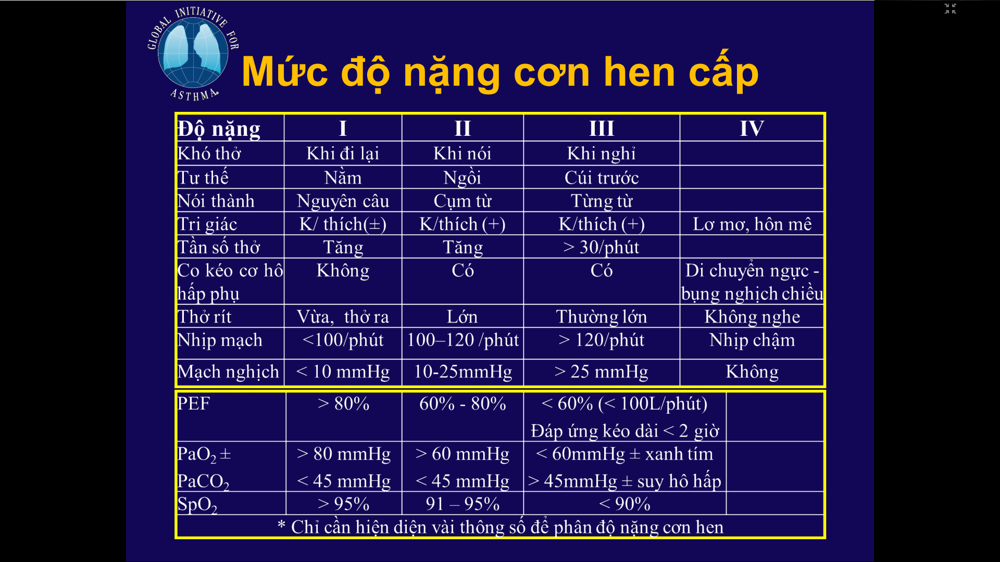 GLOBAL INITIATIVE FOR
ASTHMA
Mức độ nặng cơn hen cấp
Độ nặng I II III IV
Khó thở Khi đi lại Khi nói Khi nghỉ
Tư thế Nằm Ngồi Cúi trước
Nói thành Nguyên câu Cụm từ Từng từ
Tri giác K/ thích(±) K/thích (+) K/thích (+) Lơ mơ, hôn mê
Tần số thở Tăng Tăng > 30/phút
Co kéo cơ hô Không Có Có Di chuyển ngực -
hấp phụ bụng nghịch chiều
Thở rít Vừa, thở ra Lớn Thường lớn Không nghe
Nhịp mạch <100/phút 100–120 /phút > 120/phút Nhịp chậm
Mạch nghịch < 10 mmHg 10-25mmHg > 25 mmHg Không
PEF > 80% 60% - 80% < 60% (< 100L/phút)
Đáp ứng kéo dài < 2 giờ
PaO₂ ± > 80 mmHg > 60 mmHg < 60mmHg ± xanh tím
PaCO₂ < 45 mmHg < 45 mmHg > 45mmHg ± suy hô hấp
SpO₂ > 95% 91 – 95% < 90%
* Chỉ cần hiện diện vài thông số để phân độ nặng cơn hen